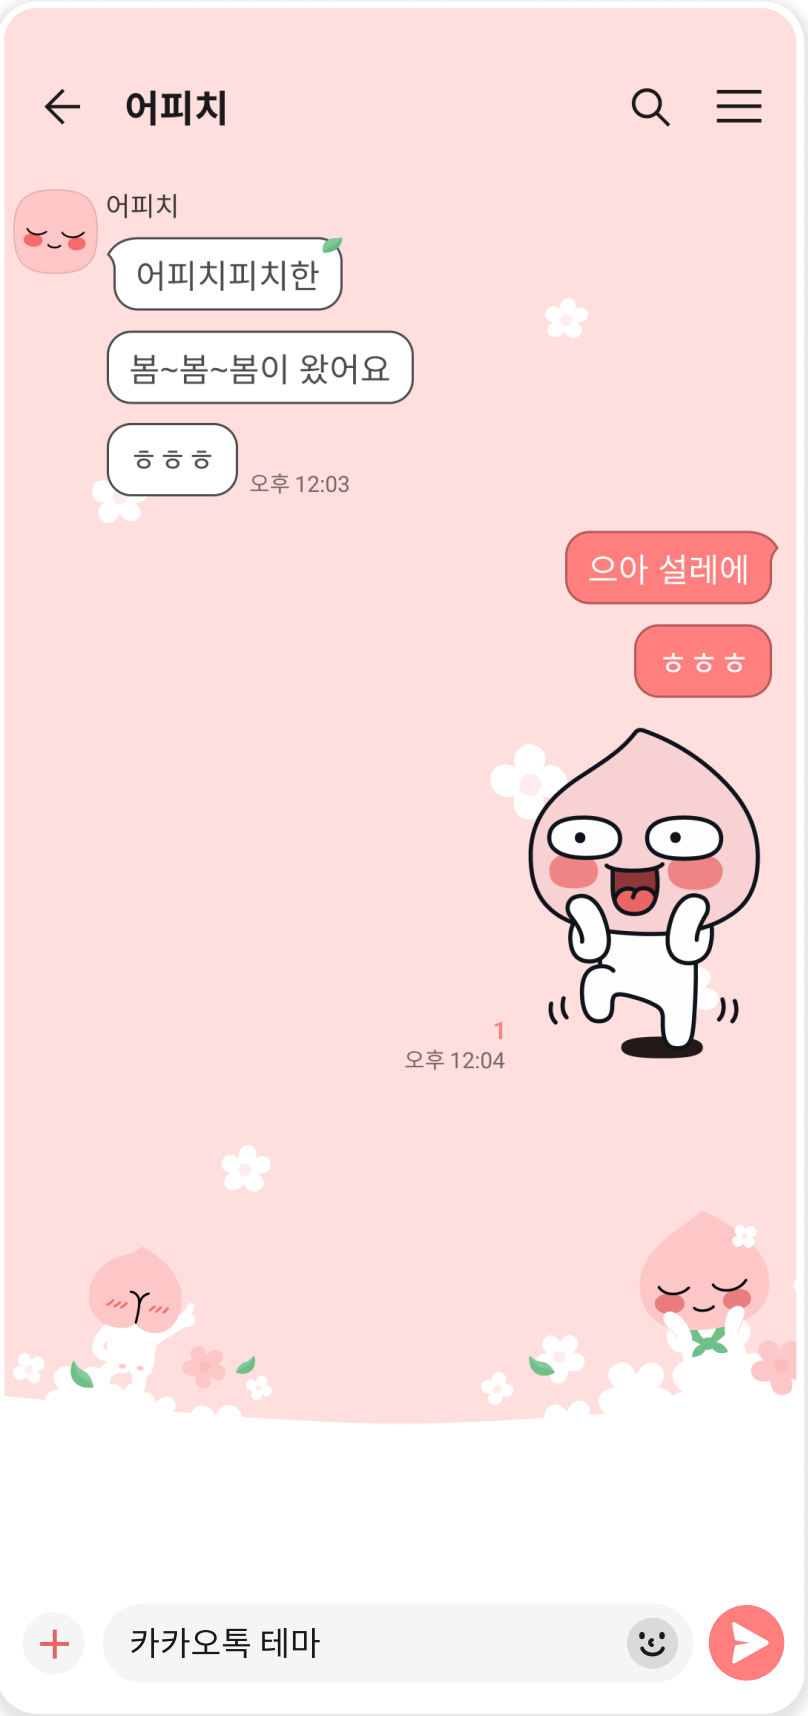 어피치
어피치
어피치피치한
봄~봄~봄이 왔어요
ㅎㅎㅎ
오후 12:03
으아 설레에
ㅎㅎㅎ
1
오후 12:04
카카오톡 테마